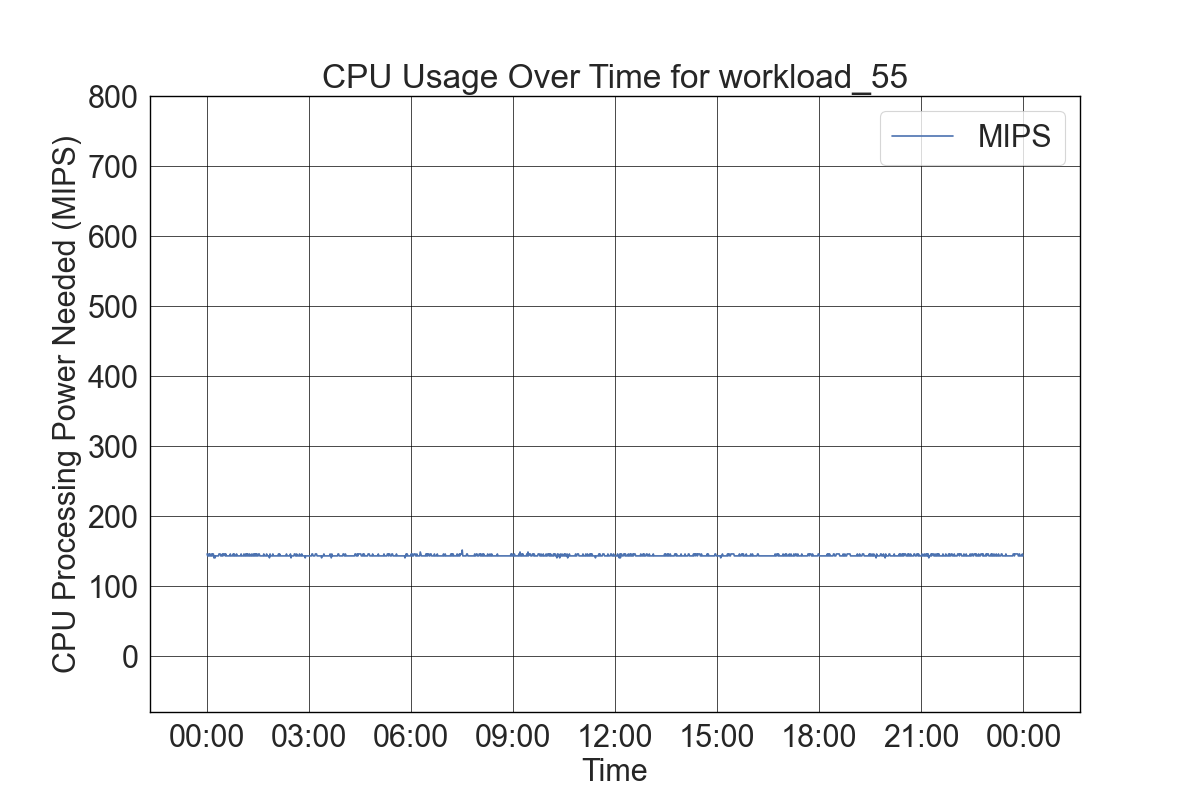 CPU Usage Over Time for workload_55
MIPS
CPU Processing Power Needed (MIPS)
800
700
600
500
400
300
200
100
0
00:00 03:00 06:00 09:00 12:00 15:00 18:00 21:00 00:00
Time